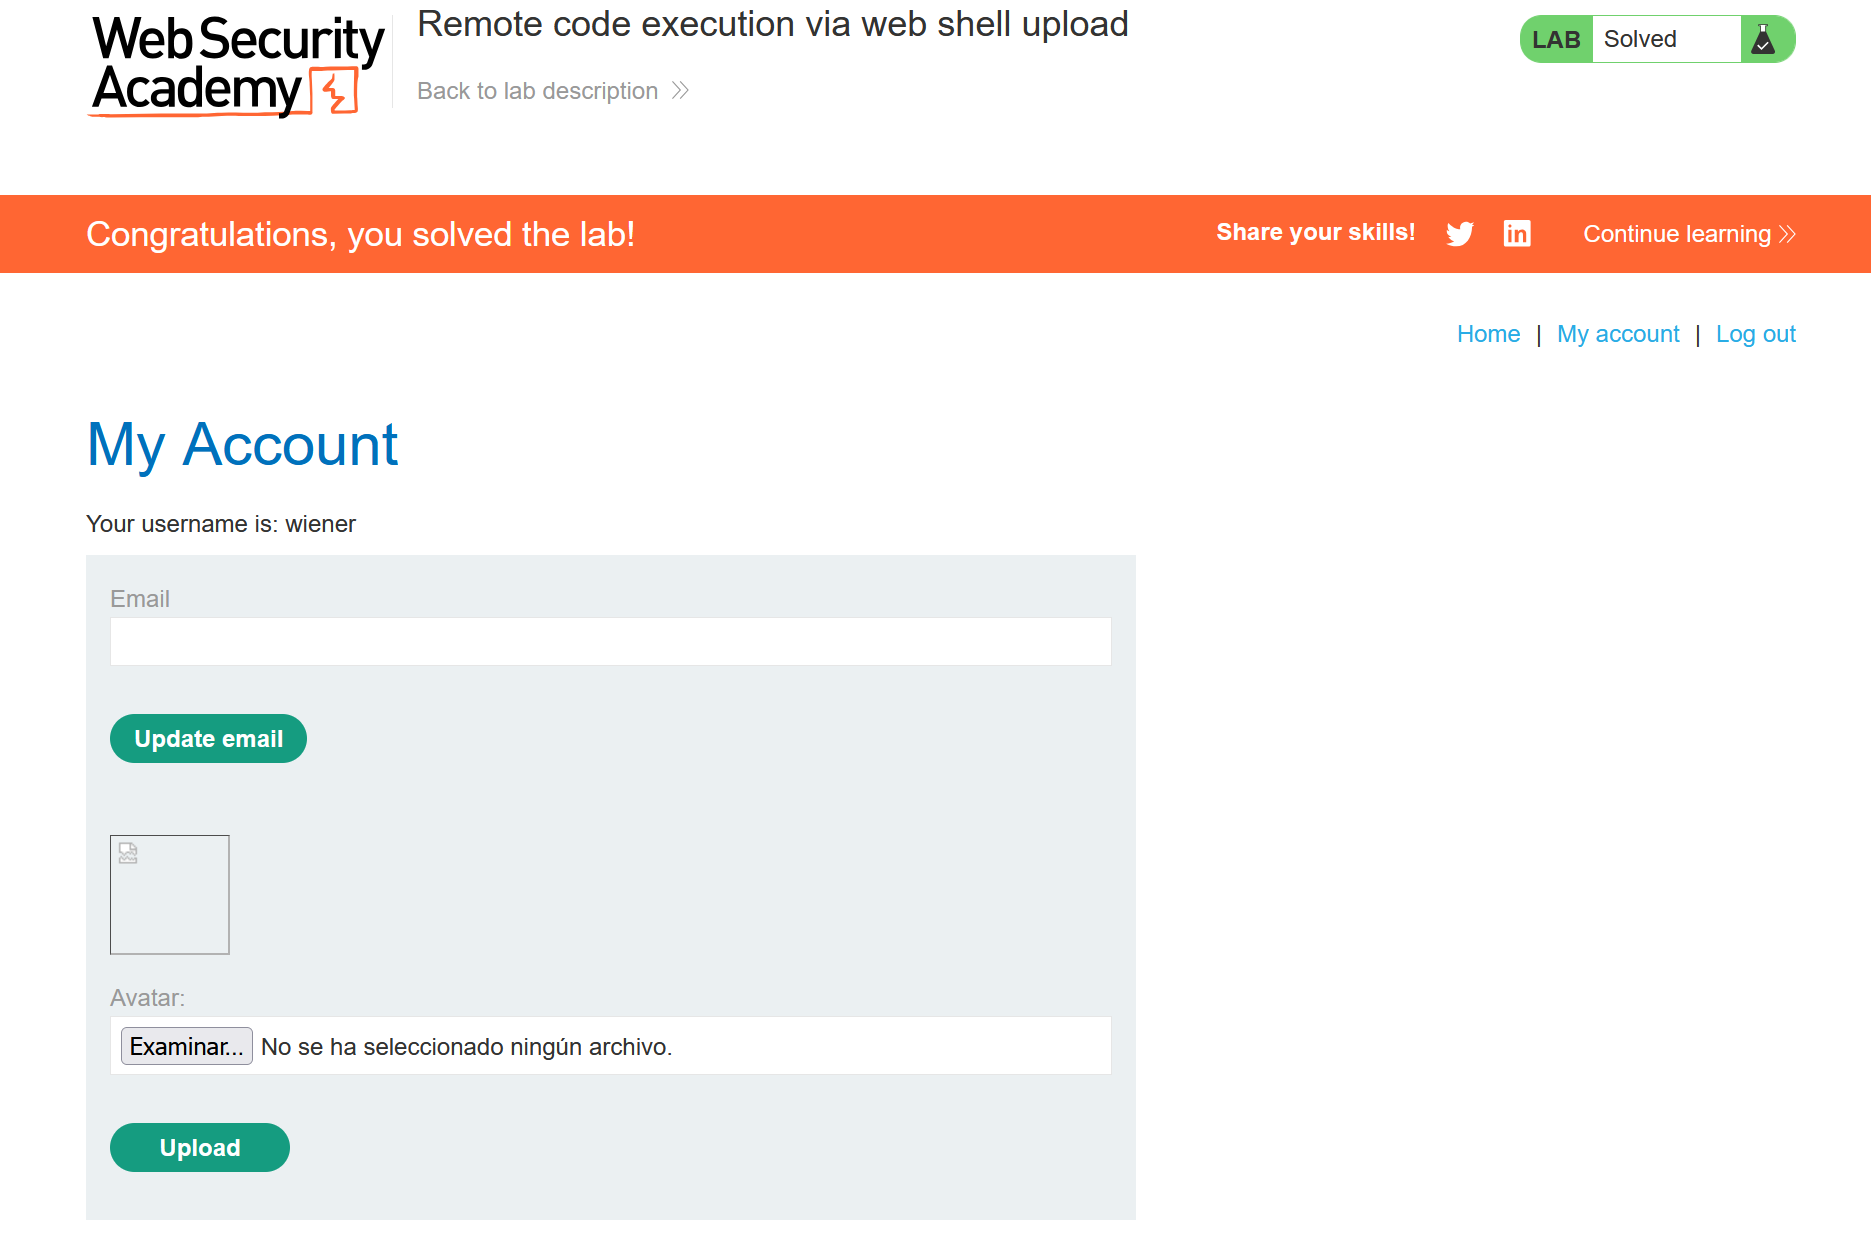 Web Security
Academy
Remote code execution via web shell upload
Back to lab description
LAB Solved
Congratulations, you solved the lab!
Share your skills!
Continue learning
Home | My account | Log out
My Account
Your username is: wiener
Email
Update email
Avatar:
Examinar... No se ha seleccionado ningún archivo.
Upload